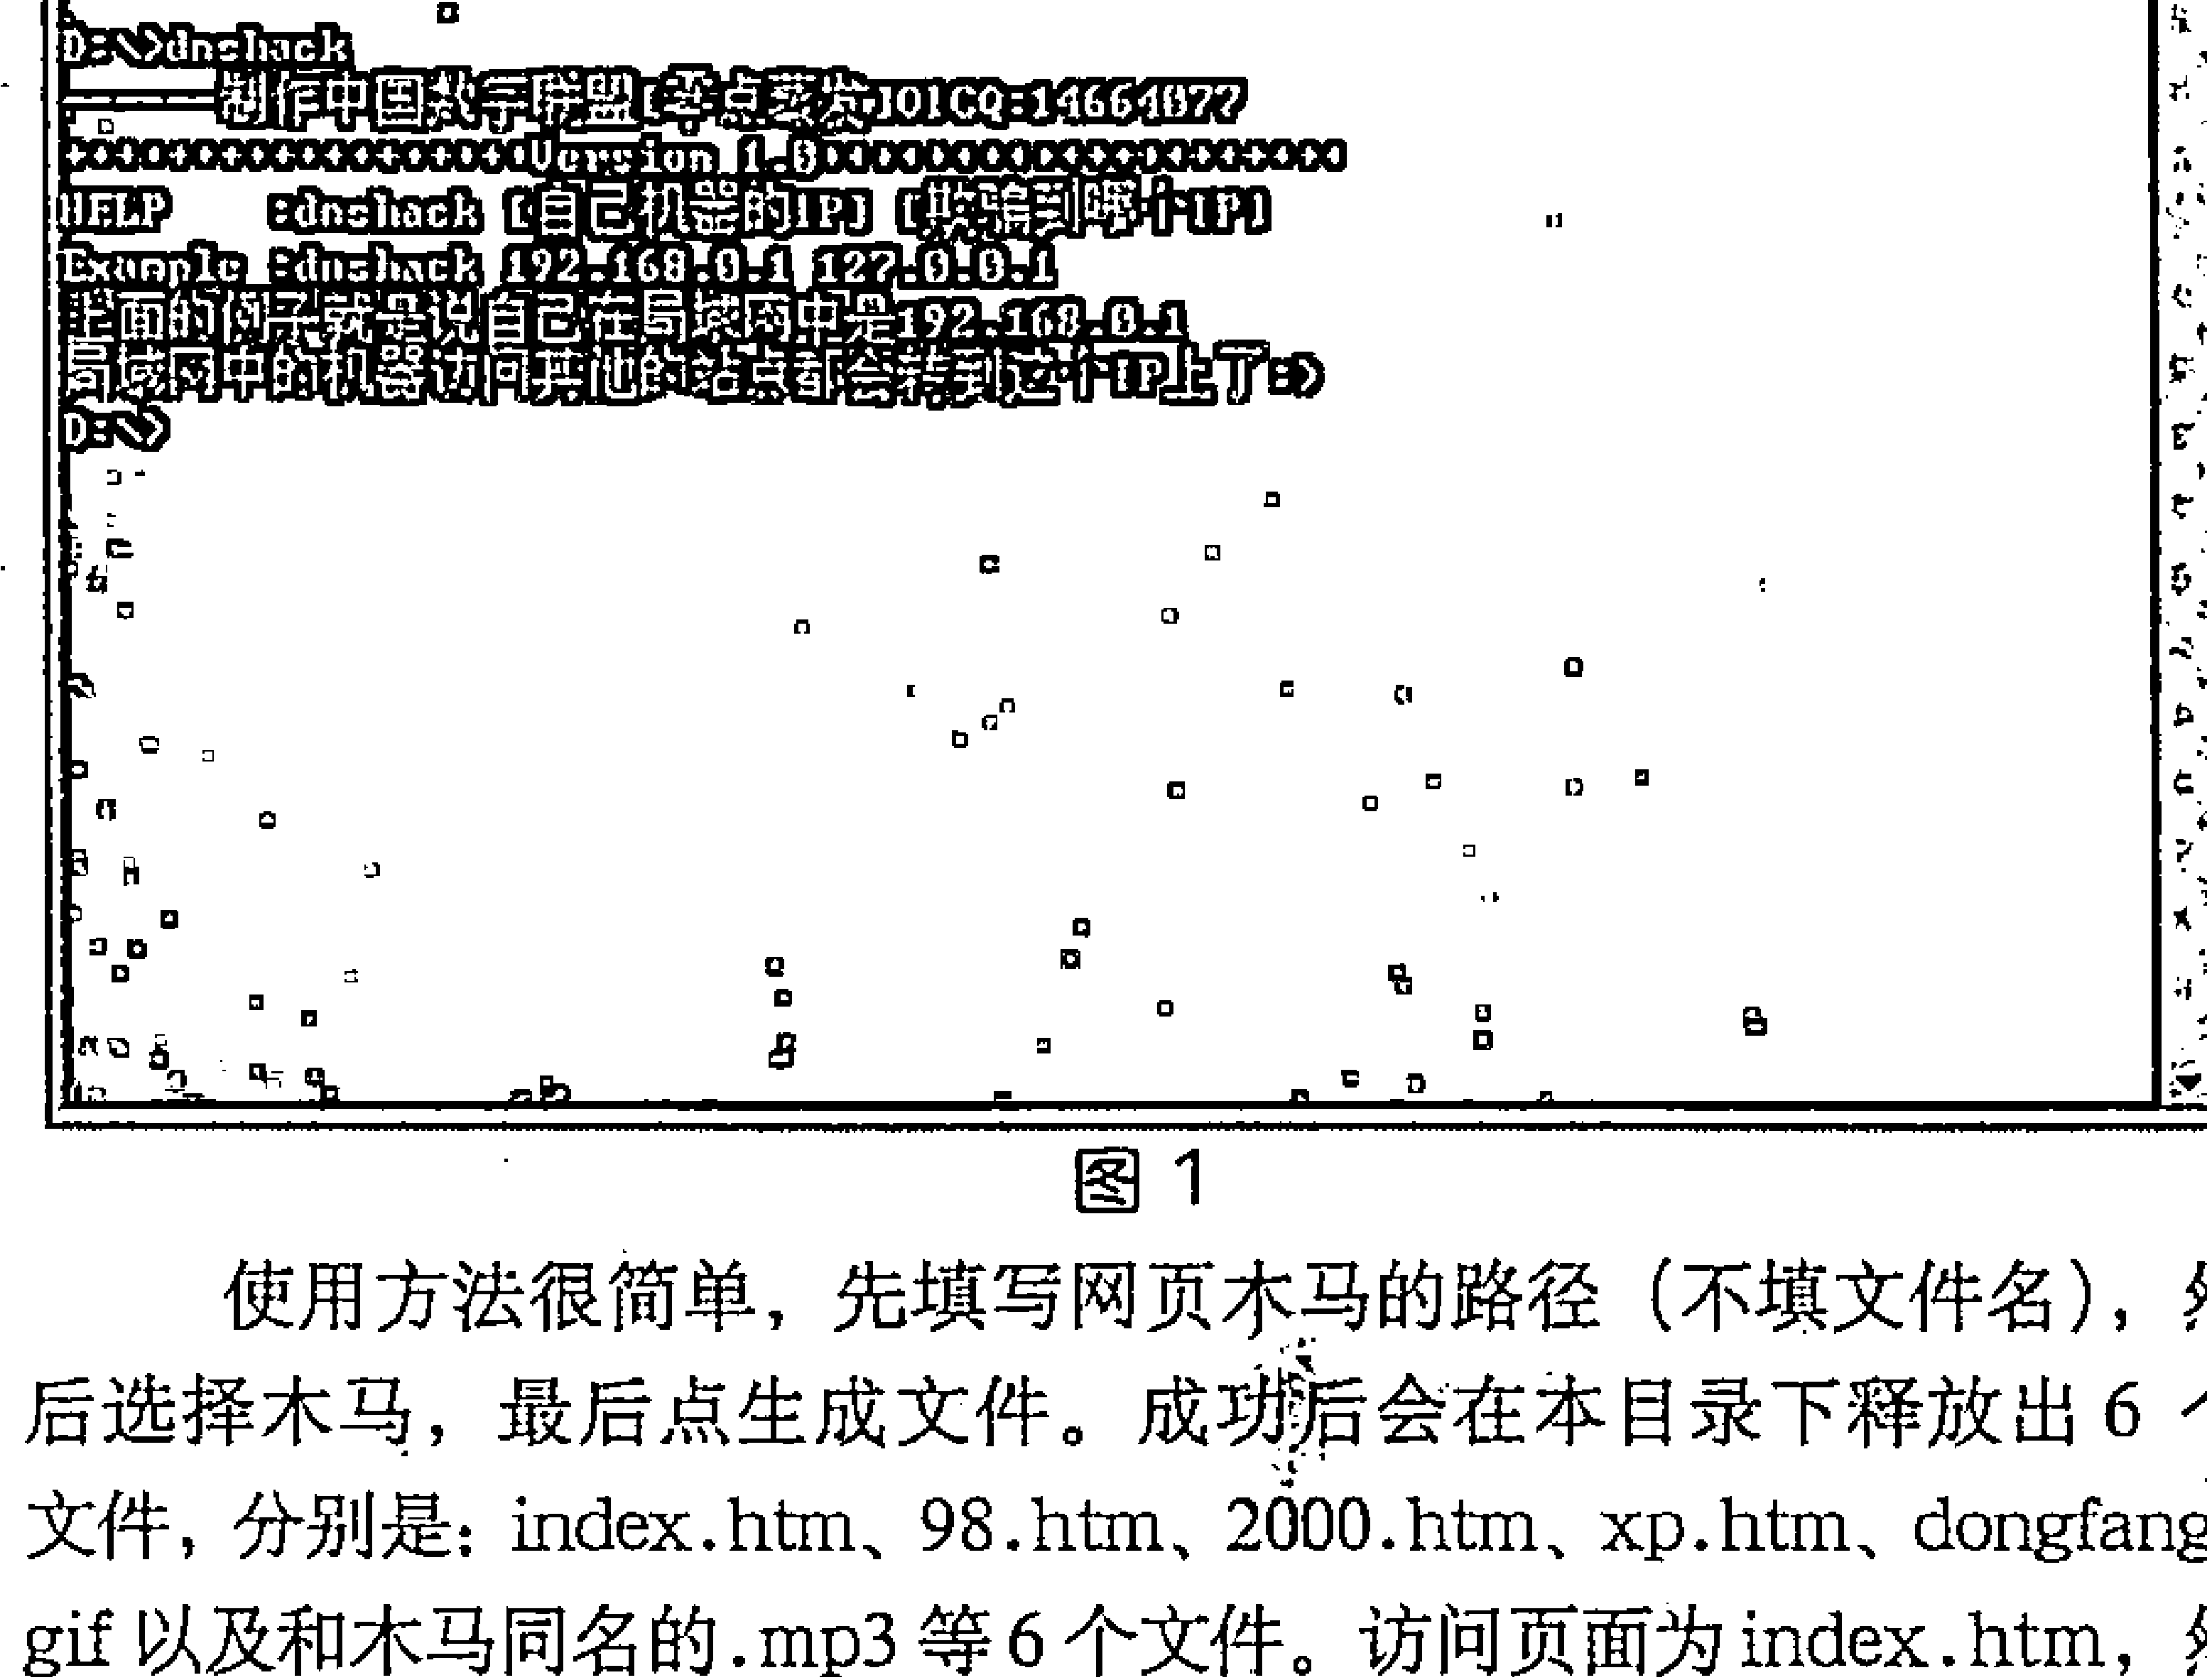 D:\>dnshack
制作中国数字联盟[零点蒸发]OICQ:14664077
Version 1.0
HELP :dnshack [自己机器的IP] [欺骗到哪个IP]
Example :dnshack 192.168.0.1 127.0.0.1
上面的例子就是说自己在局域网中是192.168.0.1
局域网中的机器访问其他的站点都会转到这个IP上了:>
D:\>
图 1
使用方法很简单，先填写网页木马的路径（不填文件名），然
后选择木马，最后点生成文件。成功后会在本目录下释放出 6 个
文件，分别是：index.htm、98.htm、2000.htm、xp.htm、dongfang
gif 以及和木马同名的.mp3 等 6 个文件。访问页面为index.htm，然